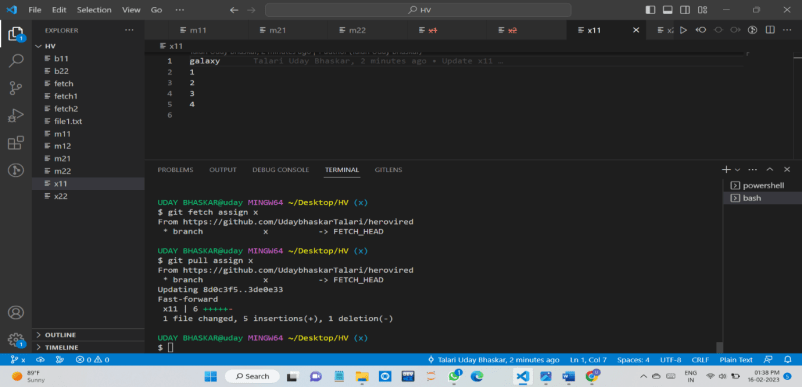 File Edit Selection View Go ··· HV
EXPLORER ···
HV
b11
b22
fetch
fetch1
fetch2
file1.txt
m11
m12
m21
m22
x11
x22
OUTLINE
TIMELINE
m11 m21 m22 x1 x2 x11
x11
1 galaxy Talari Uday Bhaskar, 2 minutes ago • Update x11 …
2 1
3 2
4 3
5 4
6
PROBLEMS OUTPUT DEBUG CONSOLE TERMINAL GITLENS
powershell
bash
UDAY BHASKAR@uday MINGW64 ~/Desktop/HV (x)
$ git fetch assign x
From https://github.com/UdaybhaskarTalari/herovired
* branch x -> FETCH_HEAD
UDAY BHASKAR@uday MINGW64 ~/Desktop/HV (x)
$ git pull assign x
From https://github.com/UdaybhaskarTalari/herovired
* branch x -> FETCH_HEAD
Updating 8d0c3f5..3de0e33
Fast-forward
x11 | 6 +++++-
1 file changed, 5 insertions(+), 1 deletion(-)
UDAY BHASKAR@uday MINGW64 ~/Desktop/HV (x)
$
x 0 0 Talari Uday Bhaskar, 2 minutes ago Ln 1, Col 7 Spaces: 4 UTF-8 CRLF Plain Text
89°F
Sunny
Search
ENG
IN
01:38 PM
16-02-2023